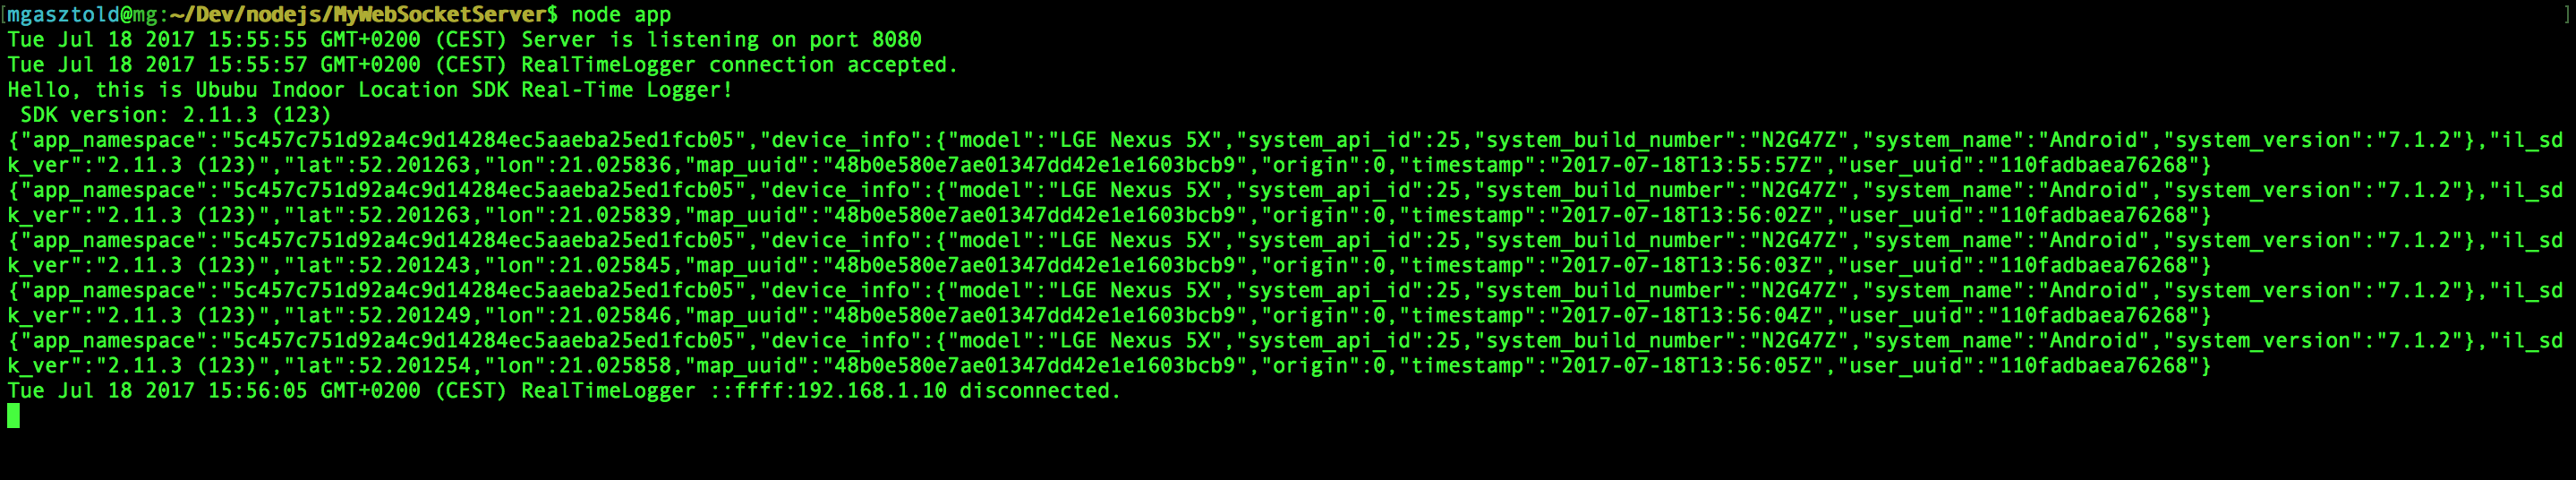 [mgasztold@mg:~/Dev/nodejs/MyWebSocketServer$ node app ]
Tue Jul 18 2017 15:55:55 GMT+0200 (CEST) Server is listening on port 8080
Tue Jul 18 2017 15:55:57 GMT+0200 (CEST) RealTimeLogger connection accepted.
Hello, this is Ububu Indoor Location SDK Real-Time Logger!
SDK version: 2.11.3 (123)
{"app_namespace":"5c457c751d92a4c9d14284ec5aaeba25ed1fcb05","device_info":{"model":"LGE Nexus 5X","system_api_id":25,"system_build_number":"N2G47Z","system_name":"Android","system_version":"7.1.2"},"il_sd
k_ver":"2.11.3 (123)","lat":52.201263,"lon":21.025836,"map_uuid":"48b0e580e7ae01347dd42e1e1603bcb9","origin":0,"timestamp":"2017-07-18T13:55:57Z","user_uuid":"110fadbaea76268"}
{"app_namespace":"5c457c751d92a4c9d14284ec5aaeba25ed1fcb05","device_info":{"model":"LGE Nexus 5X","system_api_id":25,"system_build_number":"N2G47Z","system_name":"Android","system_version":"7.1.2"},"il_sd
k_ver":"2.11.3 (123)","lat":52.201263,"lon":21.025839,"map_uuid":"48b0e580e7ae01347dd42e1e1603bcb9","origin":0,"timestamp":"2017-07-18T13:56:02Z","user_uuid":"110fadbaea76268"}
{"app_namespace":"5c457c751d92a4c9d14284ec5aaeba25ed1fcb05","device_info":{"model":"LGE Nexus 5X","system_api_id":25,"system_build_number":"N2G47Z","system_name":"Android","system_version":"7.1.2"},"il_sd
k_ver":"2.11.3 (123)","lat":52.201243,"lon":21.025845,"map_uuid":"48b0e580e7ae01347dd42e1e1603bcb9","origin":0,"timestamp":"2017-07-18T13:56:03Z","user_uuid":"110fadbaea76268"}
{"app_namespace":"5c457c751d92a4c9d14284ec5aaeba25ed1fcb05","device_info":{"model":"LGE Nexus 5X","system_api_id":25,"system_build_number":"N2G47Z","system_name":"Android","system_version":"7.1.2"},"il_sd
k_ver":"2.11.3 (123)","lat":52.201249,"lon":21.025846,"map_uuid":"48b0e580e7ae01347dd42e1e1603bcb9","origin":0,"timestamp":"2017-07-18T13:56:04Z","user_uuid":"110fadbaea76268"}
{"app_namespace":"5c457c751d92a4c9d14284ec5aaeba25ed1fcb05","device_info":{"model":"LGE Nexus 5X","system_api_id":25,"system_build_number":"N2G47Z","system_name":"Android","system_version":"7.1.2"},"il_sd
k_ver":"2.11.3 (123)","lat":52.201254,"lon":21.025858,"map_uuid":"48b0e580e7ae01347dd42e1e1603bcb9","origin":0,"timestamp":"2017-07-18T13:56:05Z","user_uuid":"110fadbaea76268"}
Tue Jul 18 2017 15:56:05 GMT+0200 (CEST) RealTimeLogger ::ffff:192.168.1.10 disconnected.